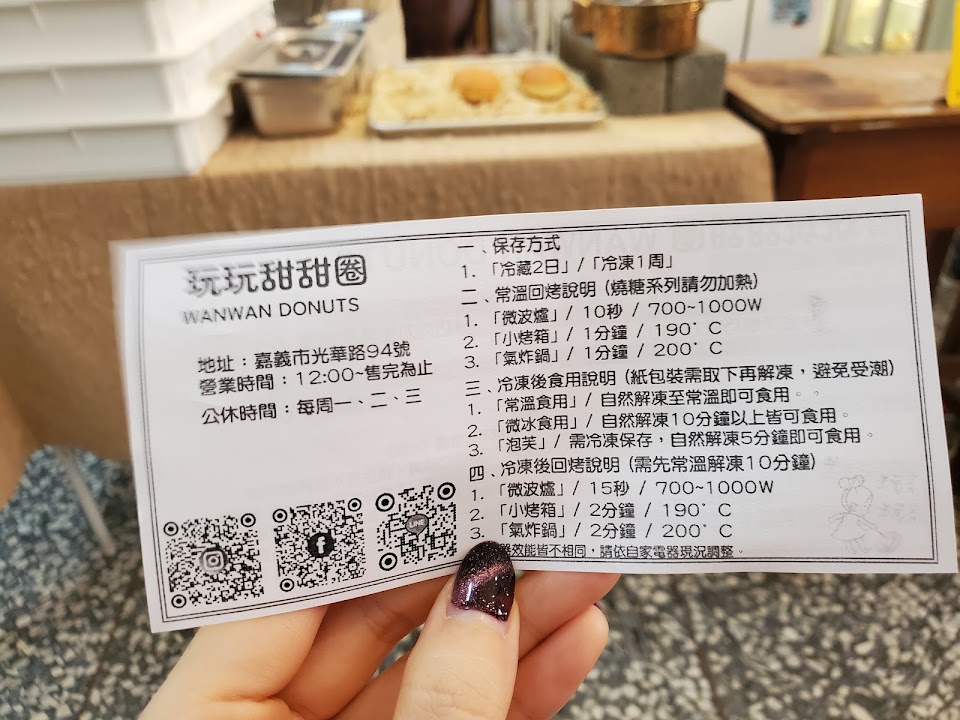 玩玩甜甜圈
WANWAN DONUTS
地址：嘉義市光華路94號
營業時間：12:00~售完為止
公休時間：每周一、二、三
LINE
一、保存方式
1.「冷藏2日」/「冷凍1周」
二、常溫回烤說明 (燒糖系列請勿加熱)
1.「微波爐」/ 10秒 / 700~1000W
2.「小烤箱」/ 1分鐘 / 190°C
3.「氣炸鍋」/ 1分鐘 / 200°C
三、冷凍後食用說明 (紙包裝需取下再解凍，避免受潮)
1.「常溫食用」/ 自然解凍至常溫即可食用。
2.「微冰食用」/ 自然解凍10分鐘以上皆可食用。
3.「泡芙」/ 需冷凍保存，自然解凍5分鐘即可食用。
四、冷凍後回烤說明 (需先常溫解凍10分鐘)
1.「微波爐」/ 15秒 / 700~1000W
2.「小烤箱」/ 2分鐘 / 190°C
3.「氣炸鍋」/ 2分鐘 / 200°C
效能皆不相同，請依自家電器現況調整。